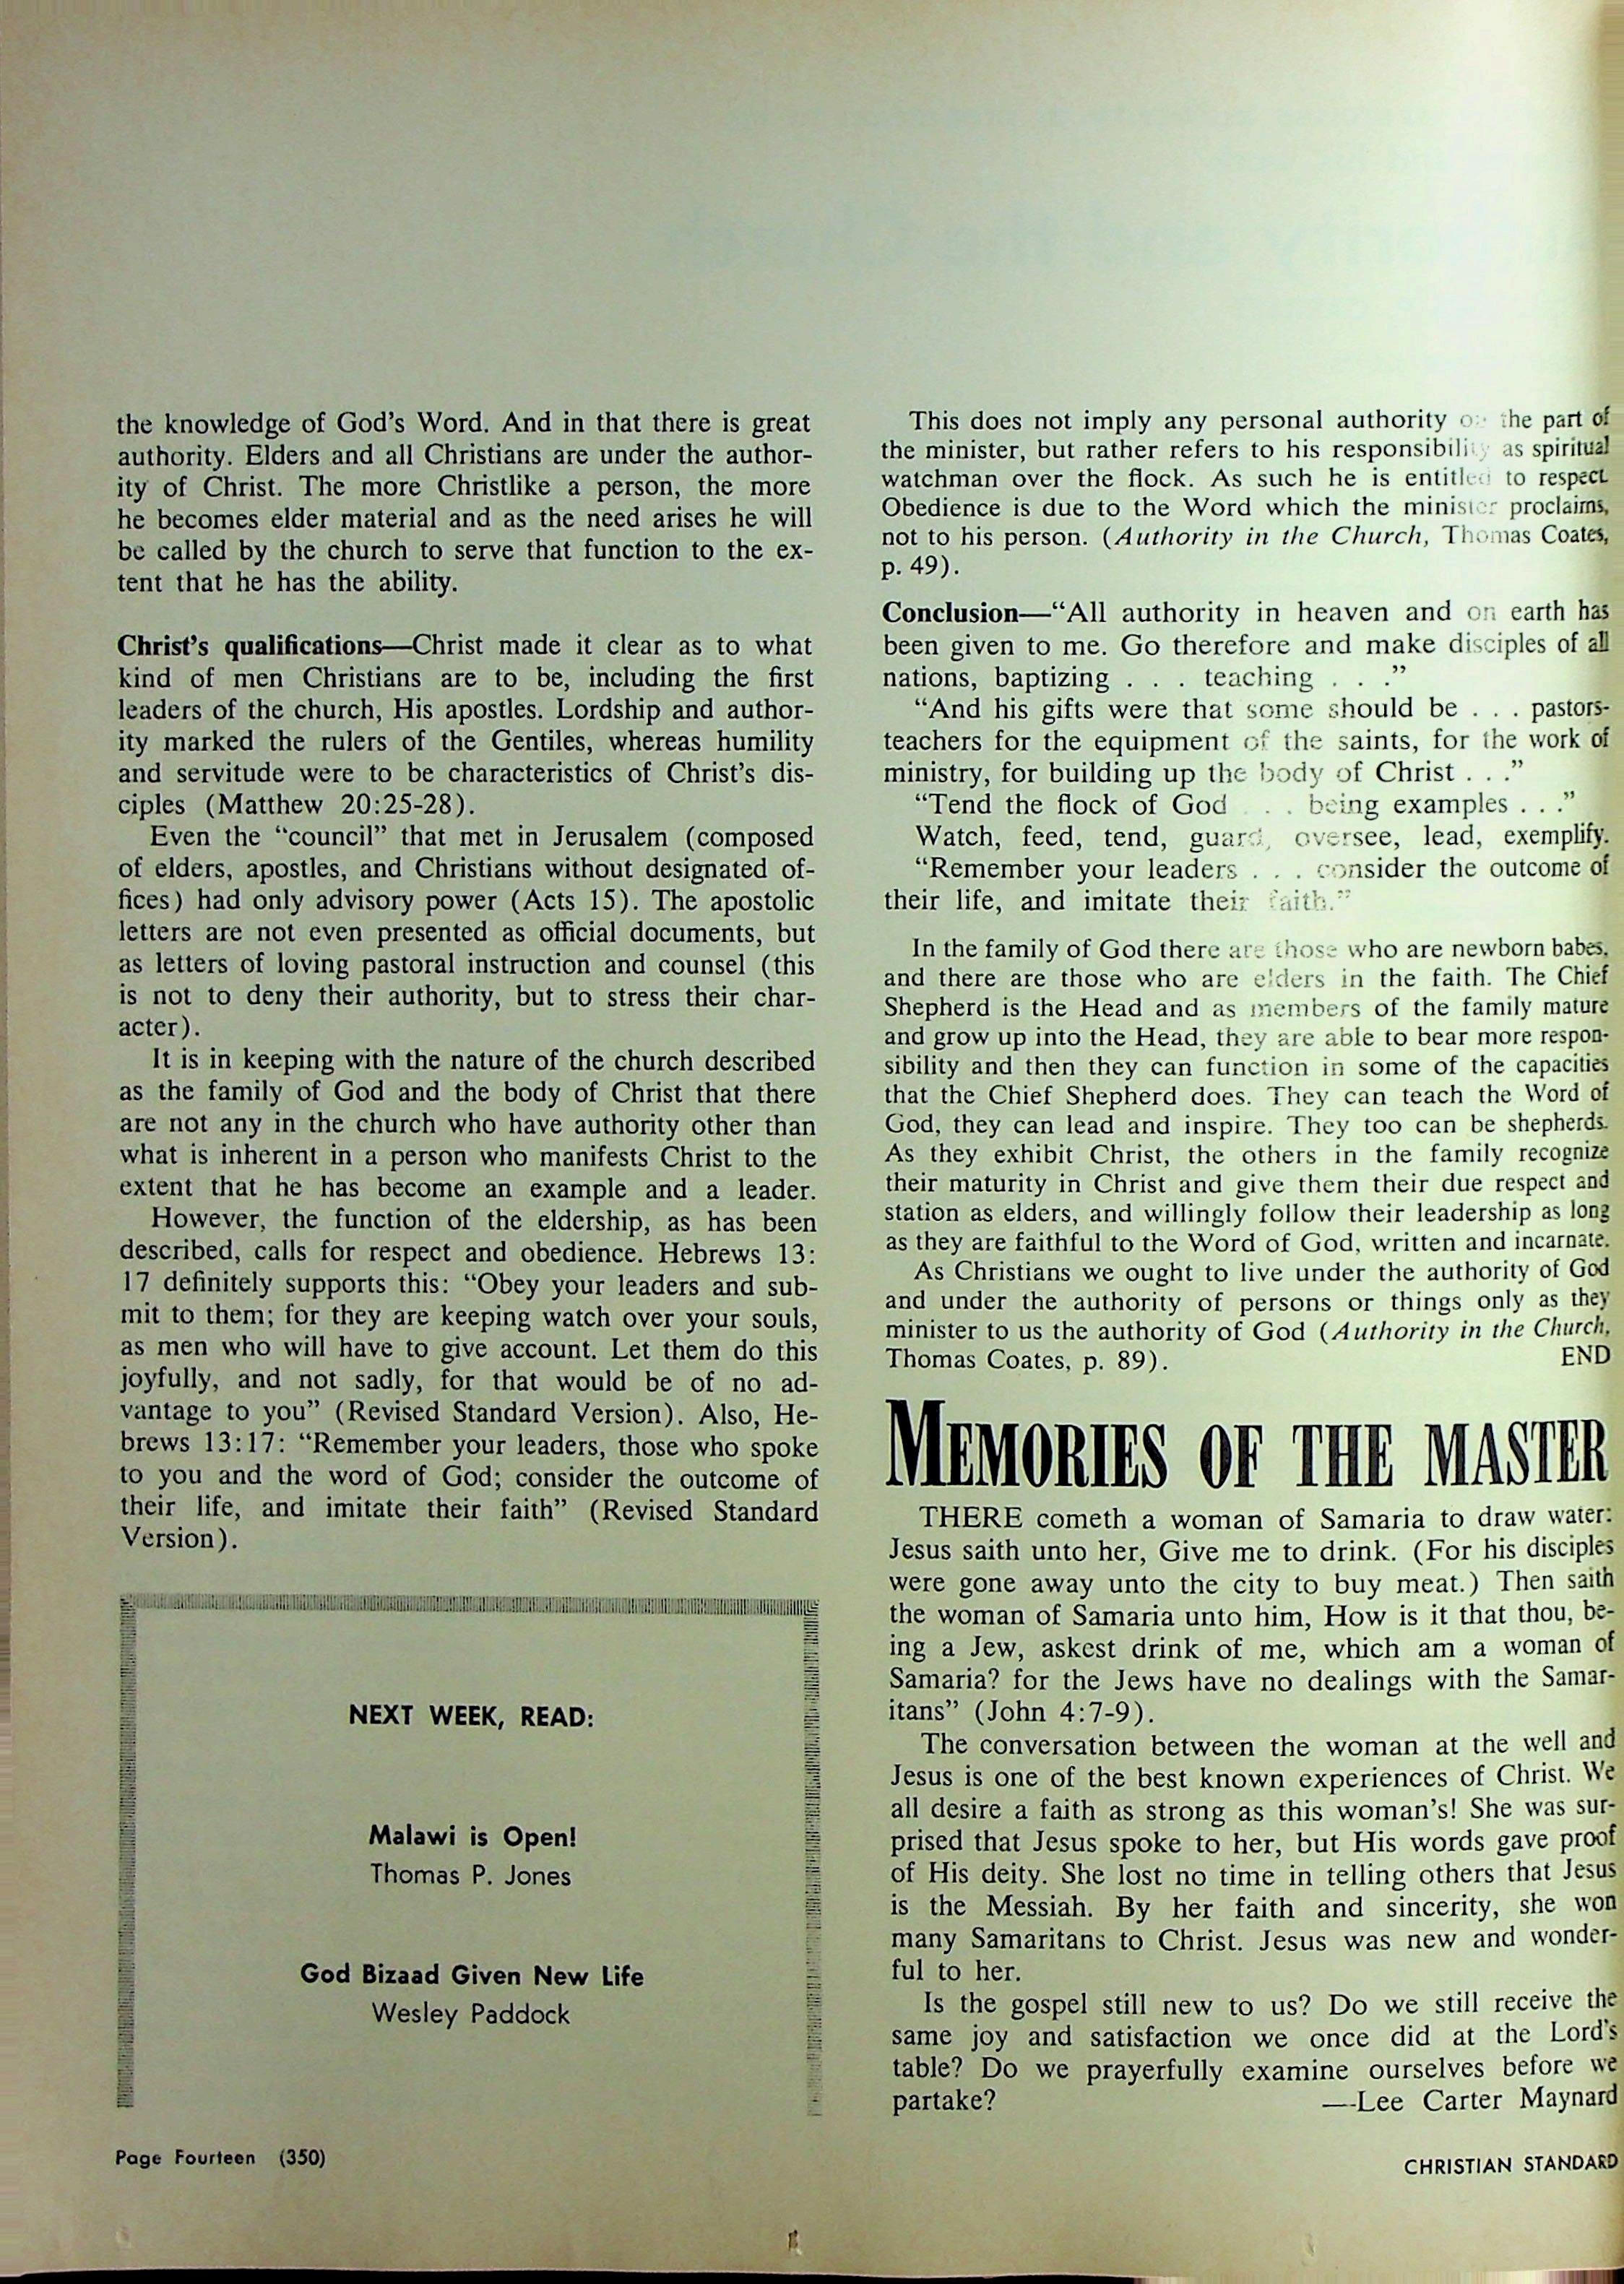 the knowledge of God's Word. And in that there is great
authority. Elders and all Christians are under the author-
ity of Christ. The more Christlike a person, the more
he becomes elder material and as the need arises he will
be called by the church to serve that function to the ex-
tent that he has the ability.
Christ's qualifications—Christ made it clear as to what
kind of men Christians are to be, including the first
leaders of the church, His apostles. Lordship and author-
ity marked the rulers of the Gentiles, whereas humility
and servitude were to be characteristics of Christ's dis-
ciples (Matthew 20:25-28).
Even the “council” that met in Jerusalem (composed
of elders, apostles, and Christians without designated of-
fices) had only advisory power (Acts 15). The apostolic
letters are not even presented as official documents, but
as letters of loving pastoral instruction and counsel (this
is not to deny their authority, but to stress their char-
acter).
It is in keeping with the nature of the church described
as the family of God and the body of Christ that there
are not any in the church who have authority other than
what is inherent in a person who manifests Christ to the
extent that he has become an example and a leader.
However, the function of the eldership, as has been
described, calls for respect and obedience. Hebrews 13:
17 definitely supports this: “Obey your leaders and sub-
mit to them; for they are keeping watch over your souls,
as men who will have to give account. Let them do this
joyfully, and not sadly, for that would be of no ad-
vantage to you” (Revised Standard Version). Also, He-
brews 13:17: “Remember your leaders, those who spoke
to you and the word of God; consider the outcome of
their life, and imitate their faith” (Revised Standard
Version).
NEXT WEEK, READ:
Malawi is Open!
Thomas P. Jones
God Bizaad Given New Life
Wesley Paddock
Page Fourteen (350)
This does not imply any personal authority on the part of
the minister, but rather refers to his responsibility as spiritual
watchman over the flock. As such he is entitled to respect
Obedience is due to the Word which the minister proclaims,
not to his person. (Authority in the Church, Thomas Coates,
p. 49).
Conclusion—“All authority in heaven and on earth has
been given to me. Go therefore and make disciples of all
nations, baptizing . . . teaching . . .”
“And his gifts were that some should be . . . pastors-
teachers for the equipment of the saints, for the work of
ministry, for building up the body of Christ . . .”
“Tend the flock of God . . . being examples . . .”
Watch, feed, tend, guard, oversee, lead, exemplify.
“Remember your leaders . . . consider the outcome of
their life, and imitate their faith.”
In the family of God there are those who are newborn babes,
and there are those who are elders in the faith. The Chief
Shepherd is the Head and as members of the family mature
and grow up into the Head, they are able to bear more respon-
sibility and then they can function in some of the capacities
that the Chief Shepherd does. They can teach the Word of
God, they can lead and inspire. They too can be shepherds.
As they exhibit Christ, the others in the family recognize
their maturity in Christ and give them their due respect and
station as elders, and willingly follow their leadership as long
as they are faithful to the Word of God, written and incarnate.
As Christians we ought to live under the authority of God
and under the authority of persons or things only as they
minister to us the authority of God (Authority in the Church,
Thomas Coates, p. 89). END
MEMORIES OF THE MASTER
THERE cometh a woman of Samaria to draw water:
Jesus saith unto her, Give me to drink. (For his disciples
were gone away unto the city to buy meat.) Then saith
the woman of Samaria unto him, How is it that thou, be-
ing a Jew, askest drink of me, which am a woman of
Samaria? for the Jews have no dealings with the Samar-
itans” (John 4:7-9).
The conversation between the woman at the well and
Jesus is one of the best known experiences of Christ. We
all desire a faith as strong as this woman's! She was sur-
prised that Jesus spoke to her, but His words gave proof
of His deity. She lost no time in telling others that Jesus
is the Messiah. By her faith and sincerity, she won
many Samaritans to Christ. Jesus was new and wonder-
ful to her.
Is the gospel still new to us? Do we still receive the
same joy and satisfaction we once did at the Lord's
table? Do we prayerfully examine ourselves before we
partake? —Lee Carter Maynard
CHRISTIAN STANDARD